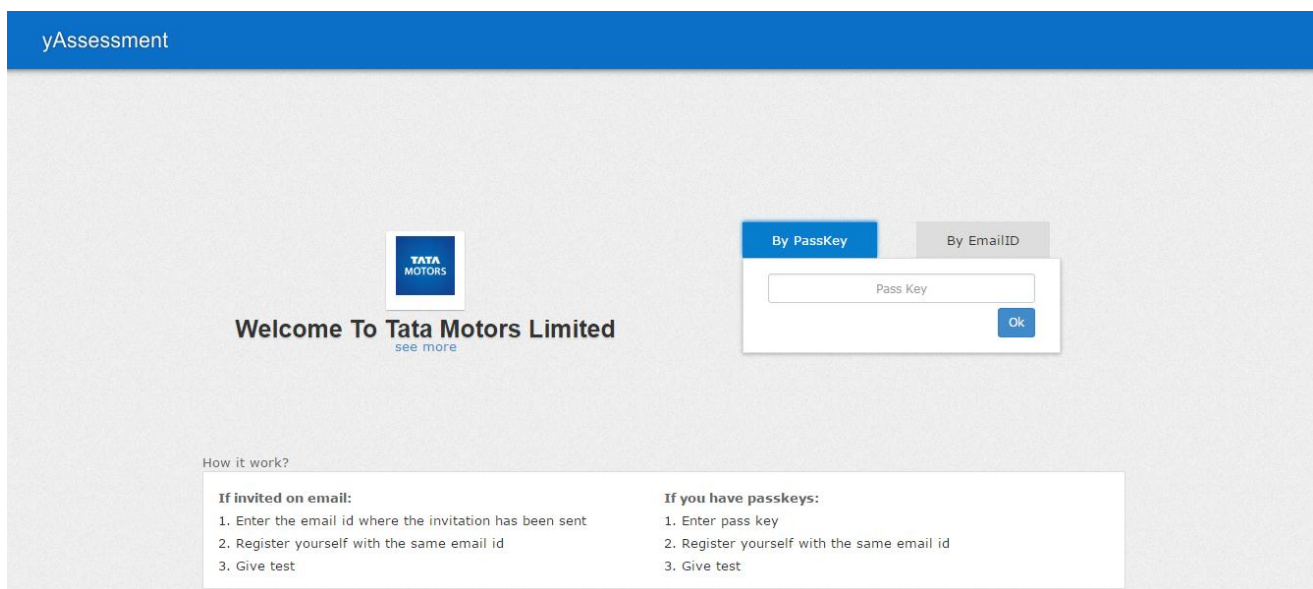 yAssessment
TATA
MOTORS
Welcome To Tata Motors Limited
see more
By PassKey
By EmailID
Pass Key
Ok
How it work?
If invited on email:
1. Enter the email id where the invitation has been sent
2. Register yourself with the same email id
3. Give test
If you have passkeys:
1. Enter pass key
2. Register yourself with the same email id
3. Give test